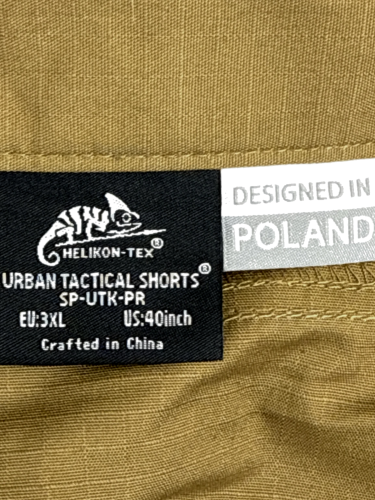 HELIKON-TEX
URBAN TACTICAL SHORTS
SP-UTK-PR
EU:3XL US:40inch
Crafted in China
DESIGNED IN
POLAND